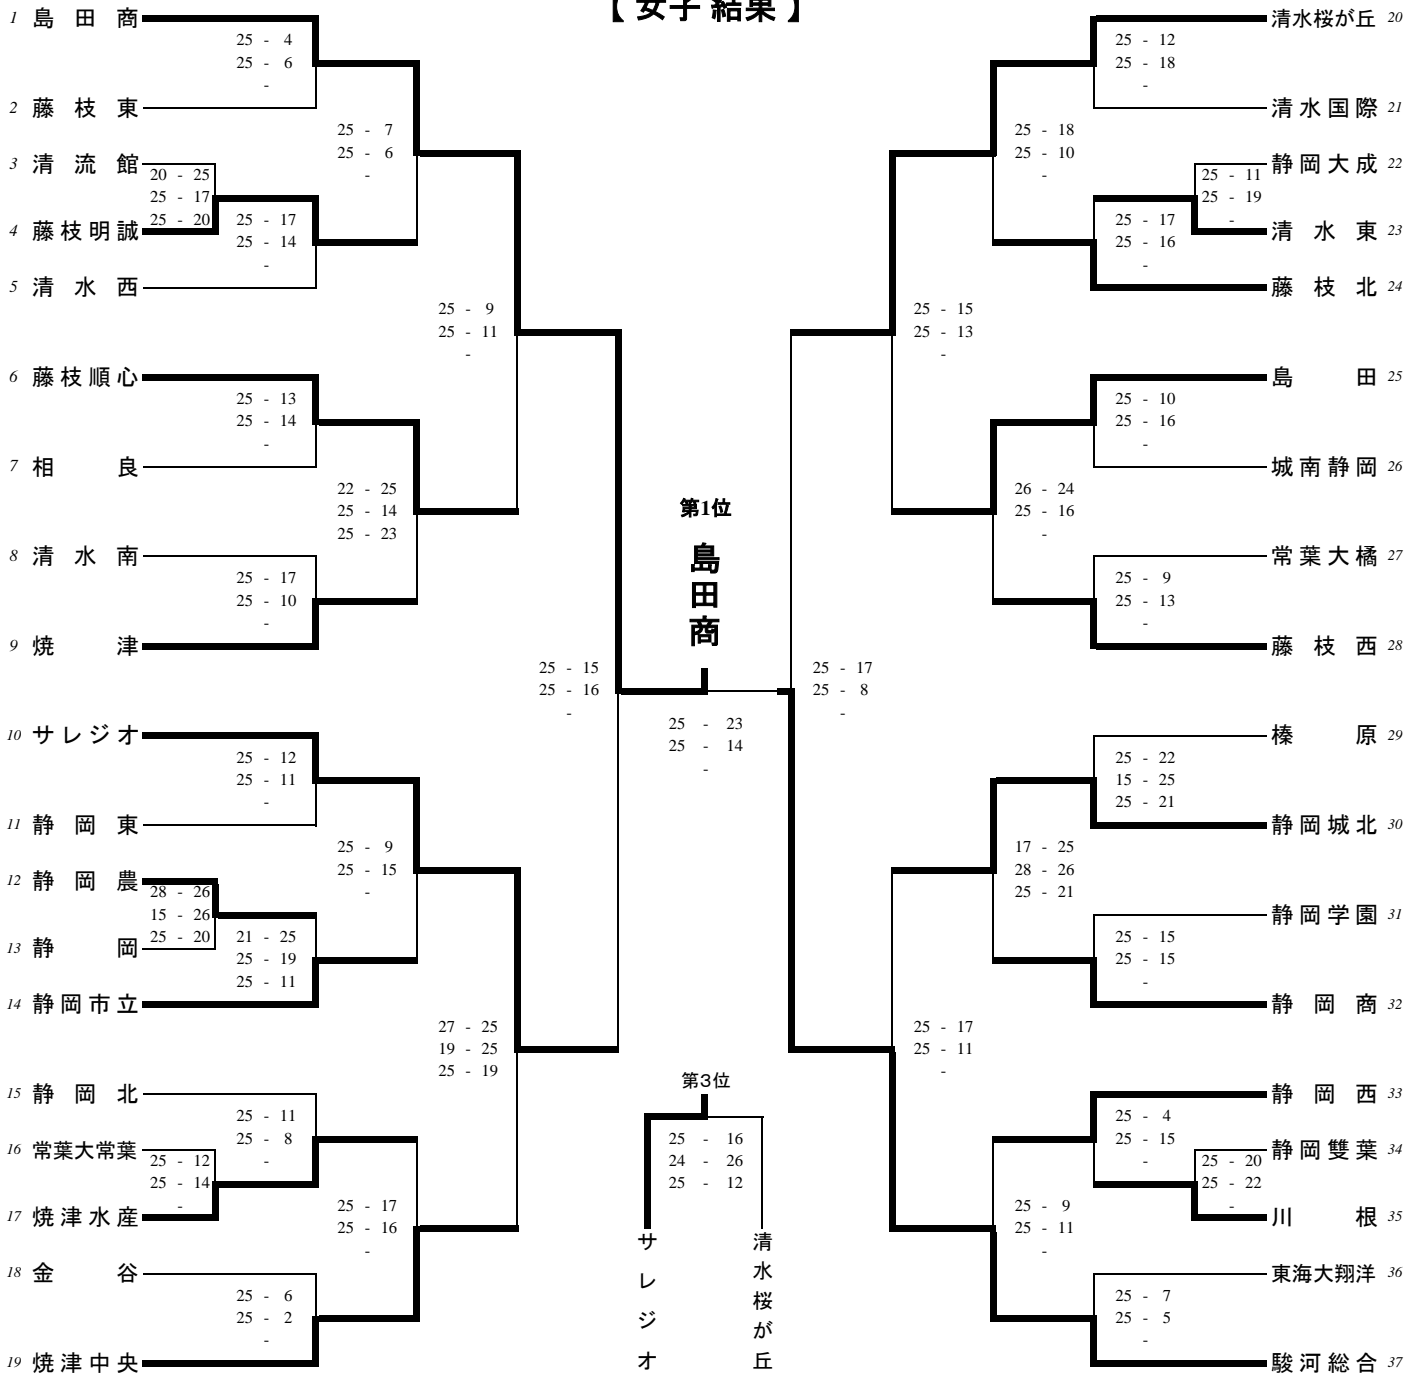 【 女子 結果 】
1 島田商
25 - 4
25 - 6
-
2 藤枝東
25 - 7
25 - 6
-
3 清流館
20 - 25
25 - 17
25 - 20
4 藤枝明誠
25 - 17
25 - 14
-
5 清水西
25 - 9
25 - 11
-
6 藤枝順心
25 - 13
25 - 14
-
7 相良
22 - 25
25 - 14
25 - 23
8 清水南
25 - 17
25 - 10
-
9 焼津
25 - 15
25 - 16
-
10 サレジオ
25 - 12
25 - 11
-
11 静岡東
25 - 9
25 - 15
-
12 静岡農
28 - 26
15 - 26
25 - 20
13 静岡
21 - 25
25 - 19
25 - 11
14 静岡市立
27 - 25
19 - 25
25 - 19
15 静岡北
25 - 11
25 - 8
-
16 常葉大常葉
25 - 12
25 - 14
-
17 焼津水産
25 - 17
25 - 16
-
18 金谷
25 - 6
25 - 2
-
19 焼津中央
第1位
島田商
25 - 23
25 - 14
-
第3位
25 - 16
24 - 26
25 - 12
サレジオ
清水桜が丘
清水桜が丘 20
25 - 12
25 - 18
-
清水国際 21
25 - 18
25 - 10
-
静岡大成 22
25 - 11
25 - 19
-
清水東 23
25 - 17
25 - 16
-
藤枝北 24
25 - 15
25 - 13
-
島田 25
25 - 10
25 - 16
-
城南静岡 26
26 - 24
25 - 16
-
常葉大橘 27
25 - 9
25 - 13
-
藤枝西 28
25 - 17
25 - 8
-
榛原 29
25 - 22
15 - 25
25 - 21
静岡城北 30
17 - 25
28 - 26
25 - 21
静岡学園 31
25 - 15
25 - 15
-
静岡商 32
25 - 17
25 - 11
-
静岡西 33
25 - 4
25 - 15
-
静岡雙葉 34
25 - 20
25 - 22
-
川根 35
25 - 9
25 - 11
-
東海大翔洋 36
25 - 7
25 - 5
-
駿河総合 37